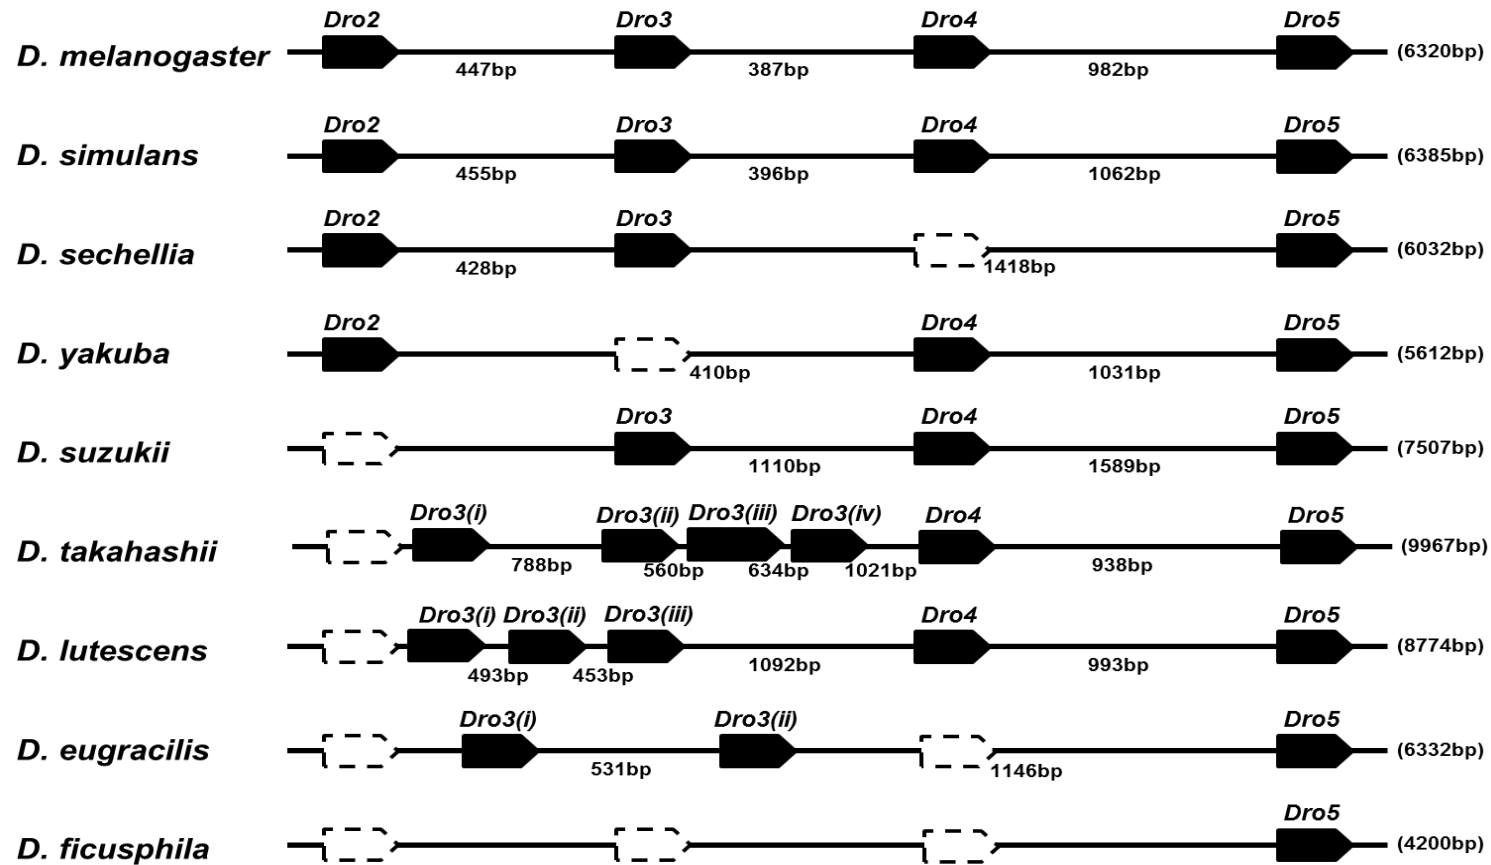 Dro2 Dro3 Dro4 Dro5
D. melanogaster (6320bp)
447bp 387bp 982bp
Dro2 Dro3 Dro4 Dro5
D. simulans (6385bp)
455bp 396bp 1062bp
Dro2 Dro3 Dro5
D. sechellia (6032bp)
428bp 1418bp
Dro2 Dro4 Dro5
D. yakuba (5612bp)
410bp 1031bp
Dro3 Dro4 Dro5
D. suzukii (7507bp)
1110bp 1589bp
Dro3(i) Dro3(ii) Dro3(iii) Dro3(iv) Dro4 Dro5
D. takahashii (9967bp)
788bp 560bp 634bp 1021bp 938bp
Dro3(i) Dro3(ii) Dro3(iii) Dro4 Dro5
D. lutescens (8774bp)
493bp 453bp 1092bp 993bp
Dro3(i) Dro3(ii) Dro5
D. eugracilis (6332bp)
531bp 1146bp
Dro5
D. ficusphila (4200bp)